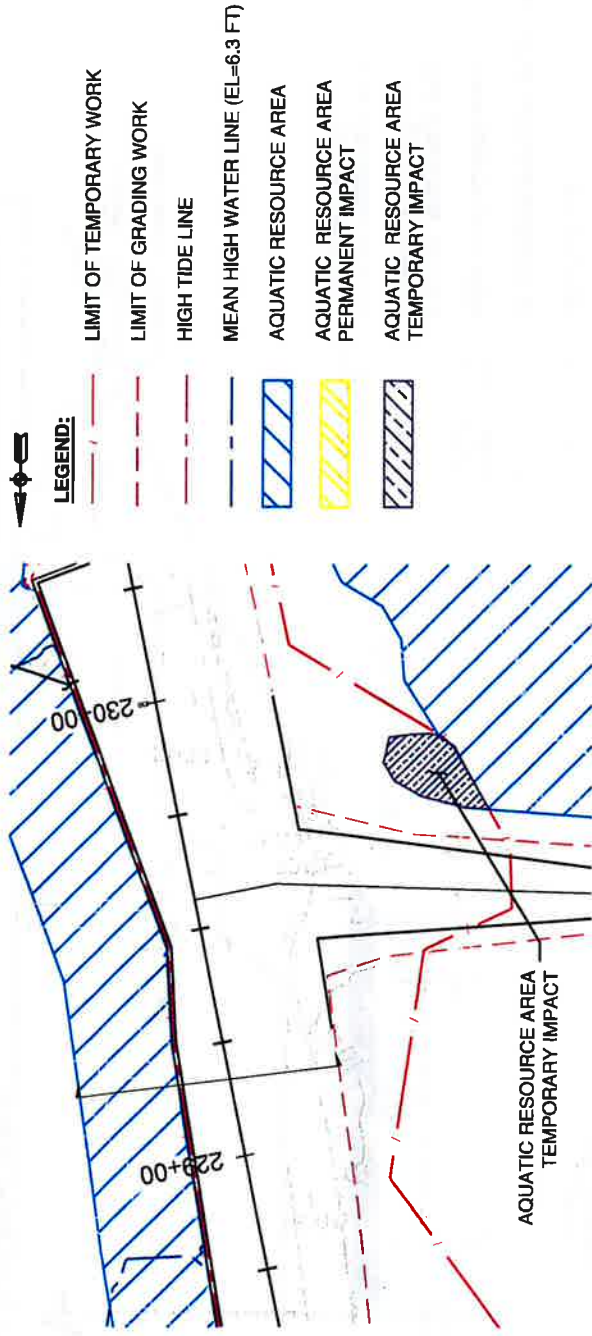 LEGEND:
LIMIT OF TEMPORARY WORK
LIMIT OF GRADING WORK
HIGH TIDE LINE
MEAN HIGH WATER LINE (EL=6.3 FT)
AQUATIC RESOURCE AREA
AQUATIC RESOURCE AREA
PERMANENT IMPACT
AQUATIC RESOURCE AREA
TEMPORARY IMPACT
229+00
230+00
AQUATIC RESOURCE AREA
TEMPORARY IMPACT